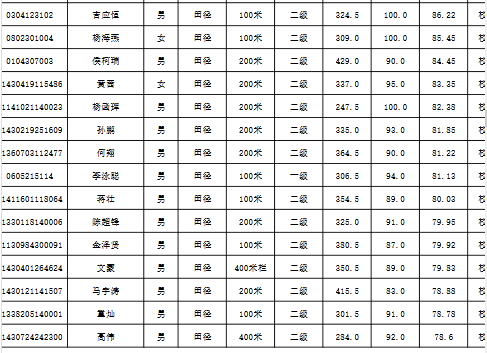 0304123102 吉应恒 男 田径 100米 二级 324.5 100.0 86.22 校
0802301004 杨海燕 女 田径 100米 二级 309.0 100.0 85.45 校
0104307003 侯柯瑞 男 田径 200米 二级 429.0 90.0 84.45 校
1430419115486 黄茜 女 田径 200米 二级 337.0 95.0 83.35 校
1141021140023 杨函珲 男 田径 200米 二级 247.5 100.0 82.38 校
1430219251609 孙鹏 男 田径 200米 二级 335.0 93.0 81.85 校
1360703112477 何翔 男 田径 200米 二级 364.5 90.0 81.22 校
0605215114 李泳聪 男 田径 100米 一级 306.5 94.0 81.13 校
1411601118064 蒋壮 男 田径 100米 二级 354.5 89.0 80.03 校
1330118140006 陈超锋 男 田径 200米 二级 325.0 91.0 79.95 校
1130984300091 金泽贤 男 田径 100米 二级 380.5 87.0 79.92 校
1430401264624 文豪 男 田径 400米栏 二级 350.5 89.0 79.83 校
1430121141507 马宇涛 男 田径 200米 二级 415.5 83.0 78.88 校
1338205140001 董灿 男 田径 100米 二级 301.5 91.0 78.78 校
1430724242300 高伟 男 田径 400米 二级 284.0 92.0 78.6 校